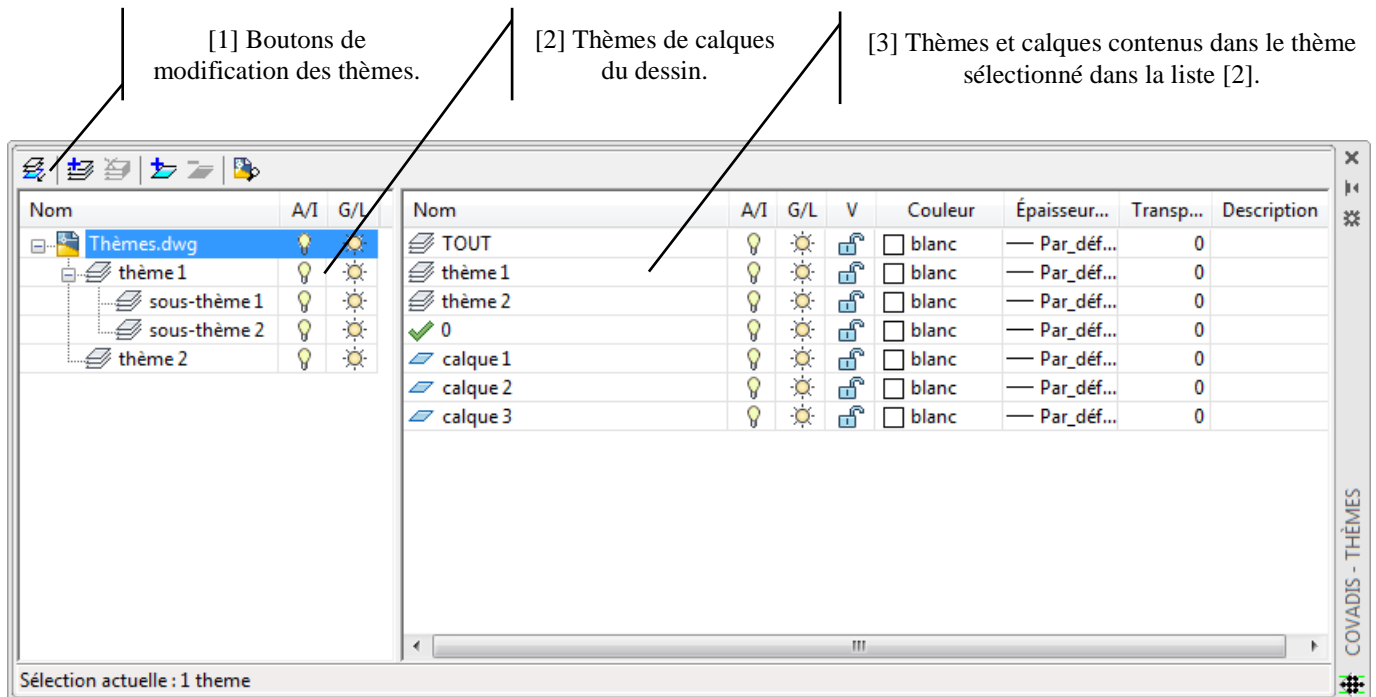 [1] Boutons de
modification des thèmes.
[2] Thèmes de calques
du dessin.
[3] Thèmes et calques contenus dans le thème
sélectionné dans la liste [2].
Nom A/I G/L
Thèmes.dwg
thème 1
sous-thème 1
sous-thème 2
thème 2
Nom A/I G/L V Couleur Épaisseur... Transp... Description
TOUT blanc Par_déf... 0
thème 1 blanc Par_déf... 0
thème 2 blanc Par_déf... 0
0 blanc Par_déf... 0
calque 1 blanc Par_déf... 0
calque 2 blanc Par_déf... 0
calque 3 blanc Par_déf... 0
Sélection actuelle : 1 theme
COVADIS - THÈMES